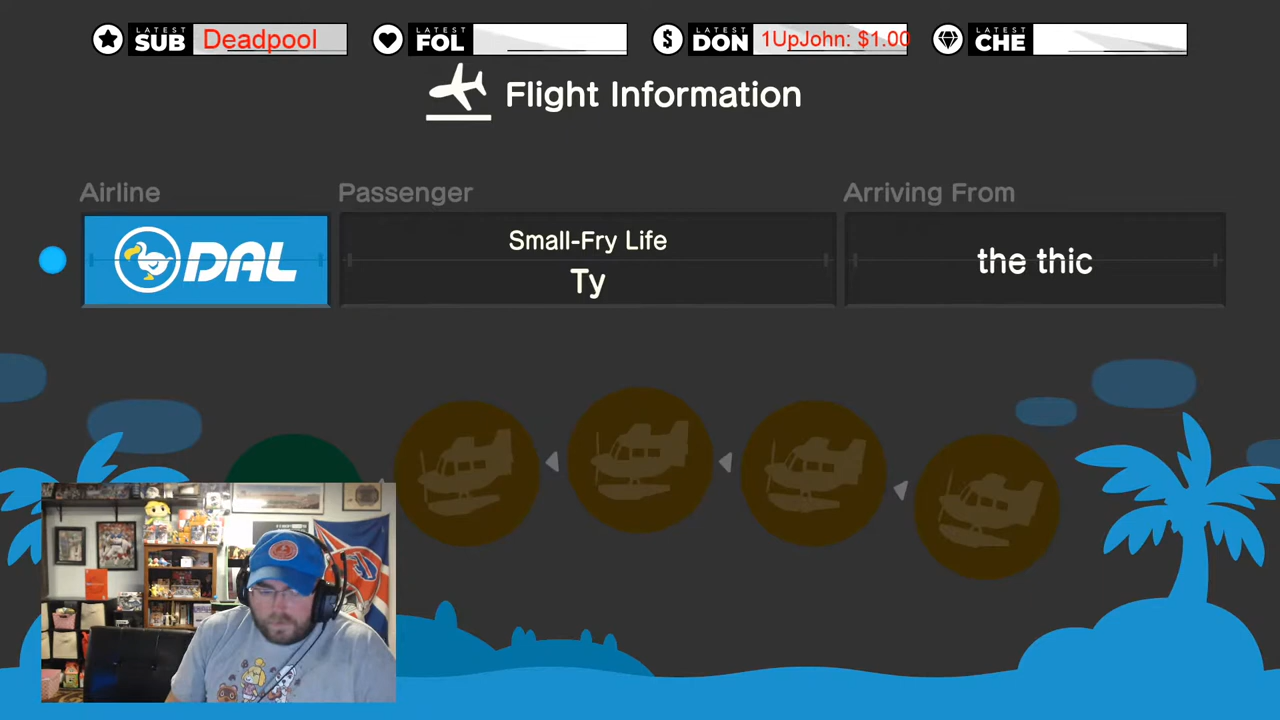 LATEST
SUB
Deadpool
LATEST
FOL
LATEST
DON
1UpJohn: $1.00
LATEST
CHE
Flight Information
Airline
Passenger
Arriving From
DAL
Small-Fry Life
Ty
the thic